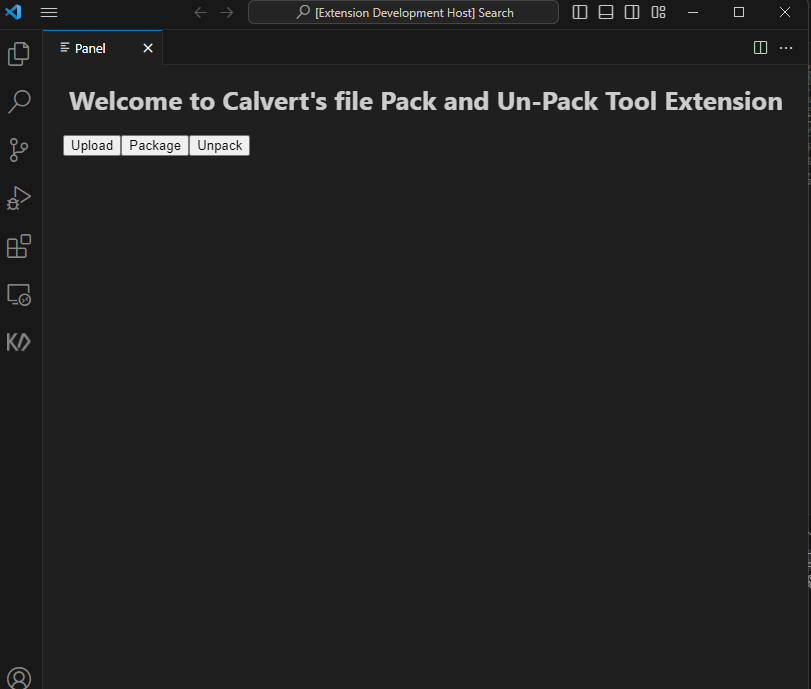 [Extension Development Host] Search
Panel
Welcome to Calvert's file Pack and Un-Pack Tool Extension
Upload Package Unpack
K/>